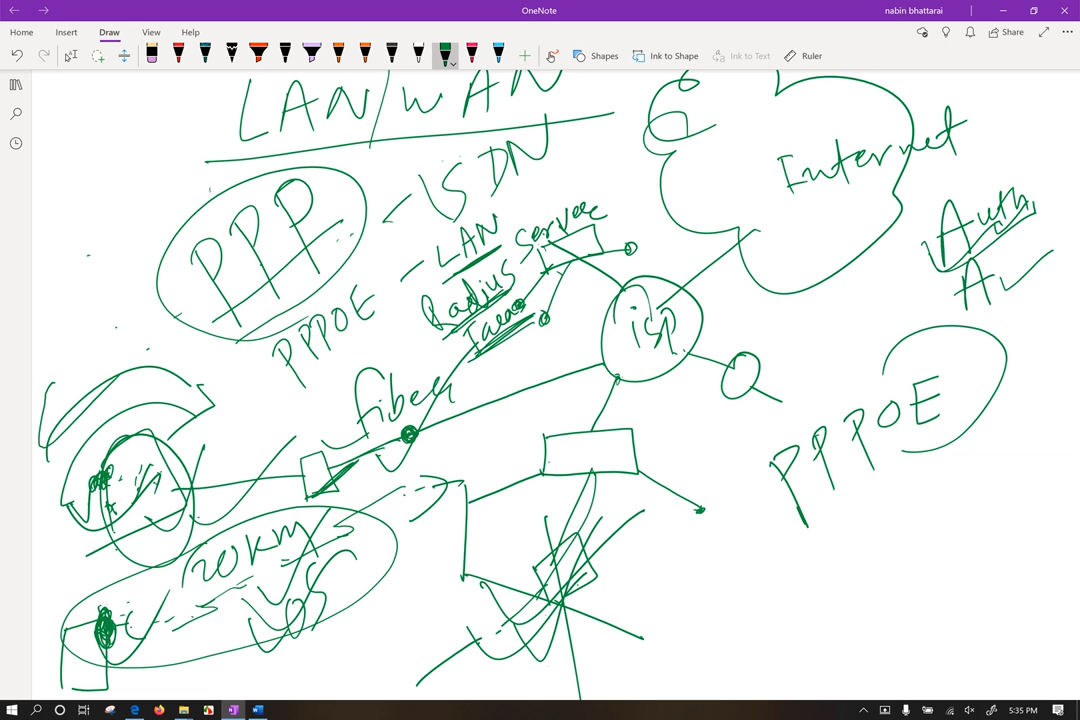 OneNote
nabin bhattarai
Home Insert Draw View Help
Share
Shapes
Ink to Shape
Ink to Text
Ruler
LAN/WAN
Internet
- ISDN
PPP
- LAN
Server
Auth
Radius
PPPOE
isp
fiber
PPPOE
20km
LOS
5:35 PM